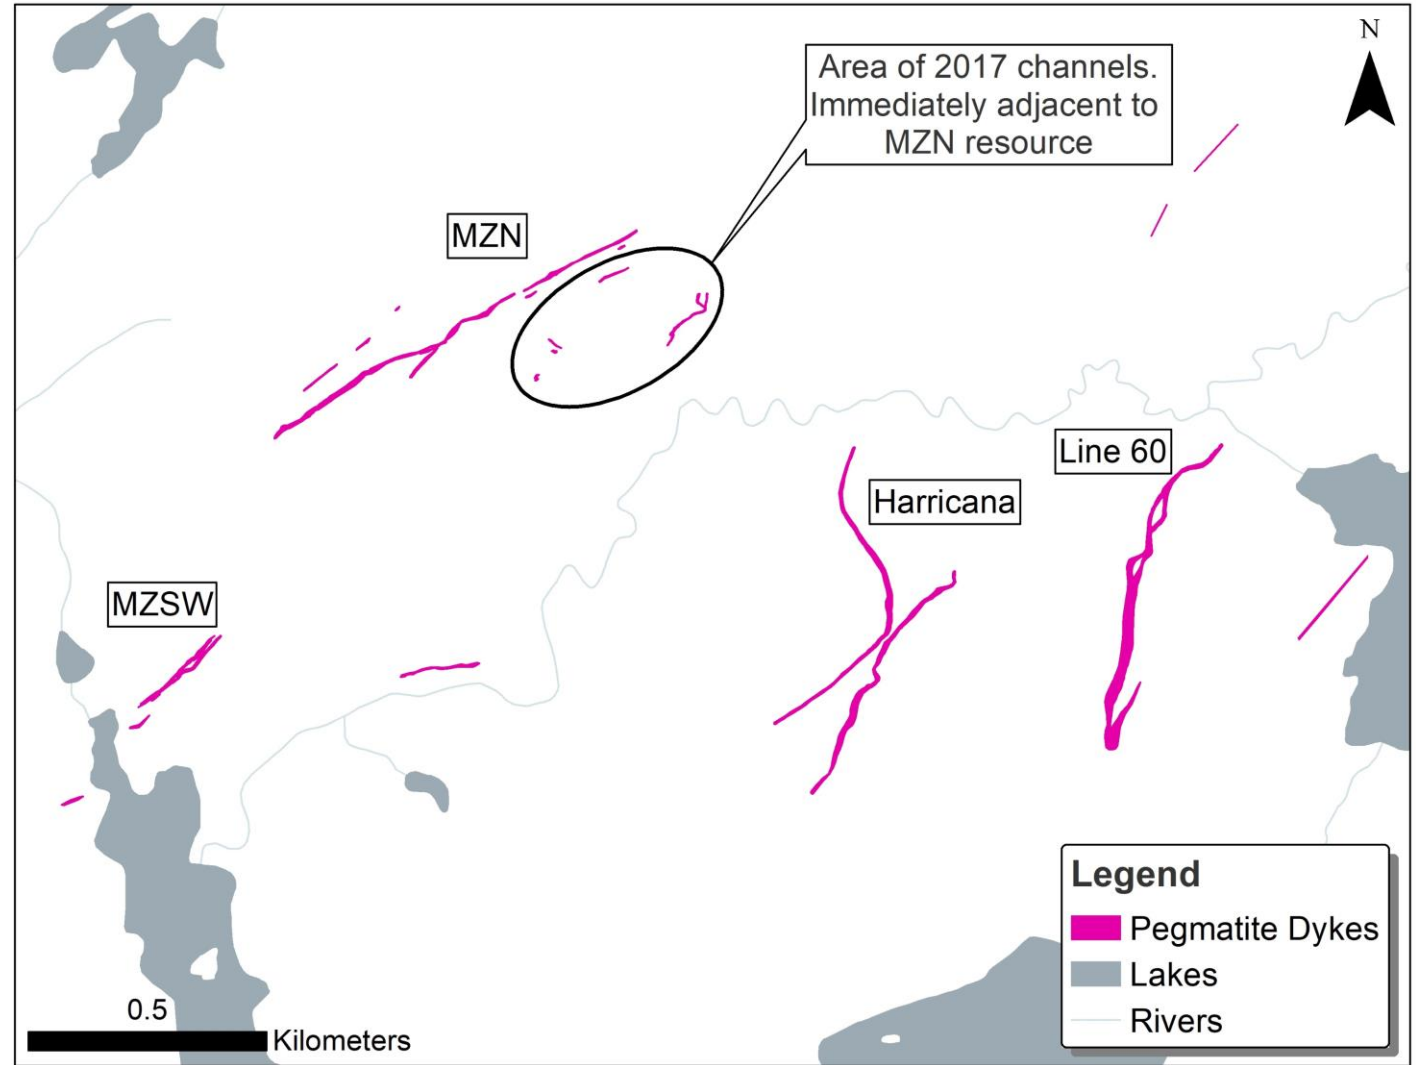 N
Area of 2017 channels.
Immediately adjacent to
MZN resource
MZN
Line 60
Harricana
MZSW
Legend
Pegmatite Dykes
Lakes
Rivers
0.5
Kilometers